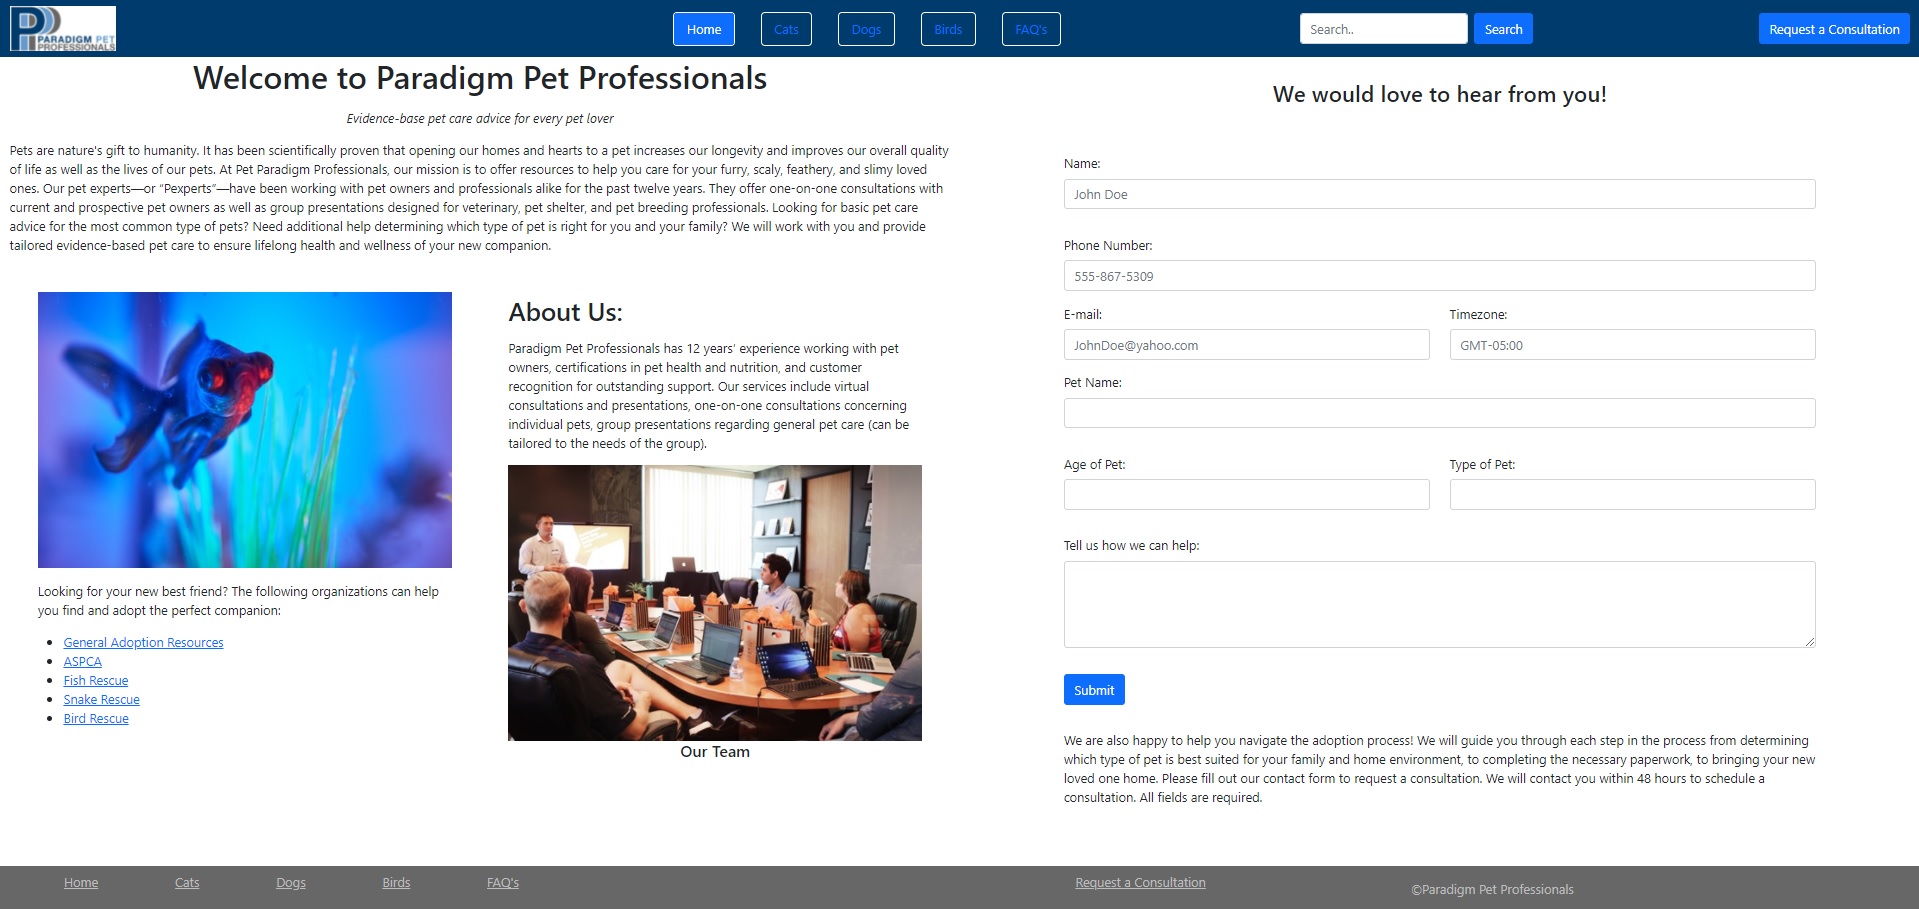 PARADIGM PET
PROFESSIONALS
Home
Cats
Dogs
Birds
FAQ's
Search..
Search
Request a Consultation
Welcome to Paradigm Pet Professionals
Evidence-base pet care advice for every pet lover
Pets are nature's gift to humanity. It has been scientifically proven that opening our homes and hearts to a pet increases our longevity and improves our overall quality
of life as well as the lives of our pets. At Pet Paradigm Professionals, our mission is to offer resources to help you care for your furry, scaly, feathery, and slimy loved
ones. Our pet experts—or “Pexperts”—have been working with pet owners and professionals alike for the past twelve years. They offer one-on-one consultations with
current and prospective pet owners as well as group presentations designed for veterinary, pet shelter, and pet breeding professionals. Looking for basic pet care
advice for the most common type of pets? Need additional help determining which type of pet is right for you and your family? We will work with you and provide
tailored evidence-based pet care to ensure lifelong health and wellness of your new companion.
Looking for your new best friend? The following organizations can help
you find and adopt the perfect companion:
General Adoption Resources
ASPCA
Fish Rescue
Snake Rescue
Bird Rescue
About Us:
Paradigm Pet Professionals has 12 years’ experience working with pet
owners, certifications in pet health and nutrition, and customer
recognition for outstanding support. Our services include virtual
consultations and presentations, one-on-one consultations concerning
individual pets, group presentations regarding general pet care (can be
tailored to the needs of the group).
Our Team
We would love to hear from you!
Name:
John Doe
Phone Number:
555-867-5309
E-mail:
JohnDoe@yahoo.com
Timezone:
GMT-05:00
Pet Name:
Age of Pet:
Type of Pet:
Tell us how we can help:
Submit
We are also happy to help you navigate the adoption process! We will guide you through each step in the process from determining
which type of pet is best suited for your family and home environment, to completing the necessary paperwork, to bringing your new
loved one home. Please fill out our contact form to request a consultation. We will contact you within 48 hours to schedule a
consultation. All fields are required.
Home
Cats
Dogs
Birds
FAQ's
Request a Consultation
©Paradigm Pet Professionals